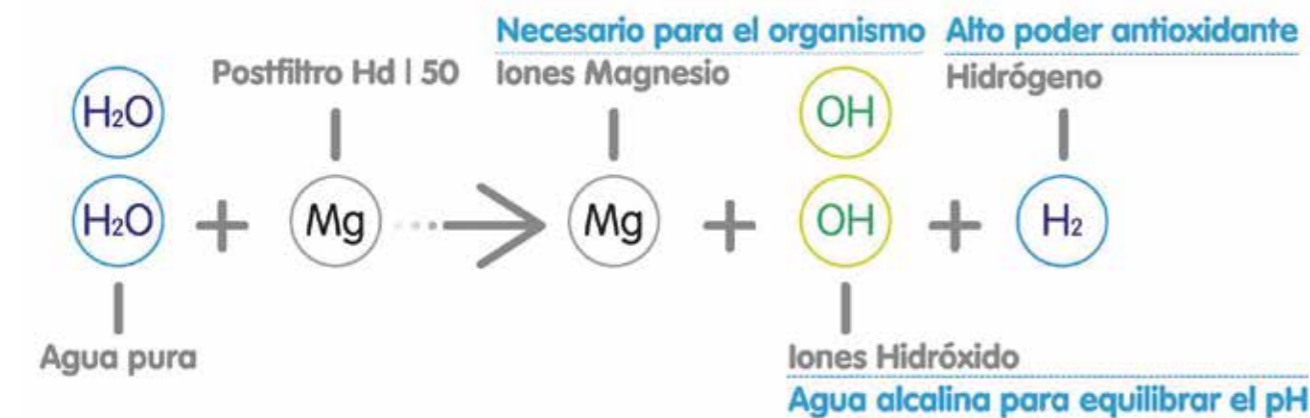 Necesario para el organismo Alto poder antioxidante
Postfiltro Hd l 50 Iones Magnesio Hidrógeno
H₂O OH
H₂O + Mg Mg + OH + H₂
Agua pura Iones Hidróxido
Agua alcalina para equilibrar el pH